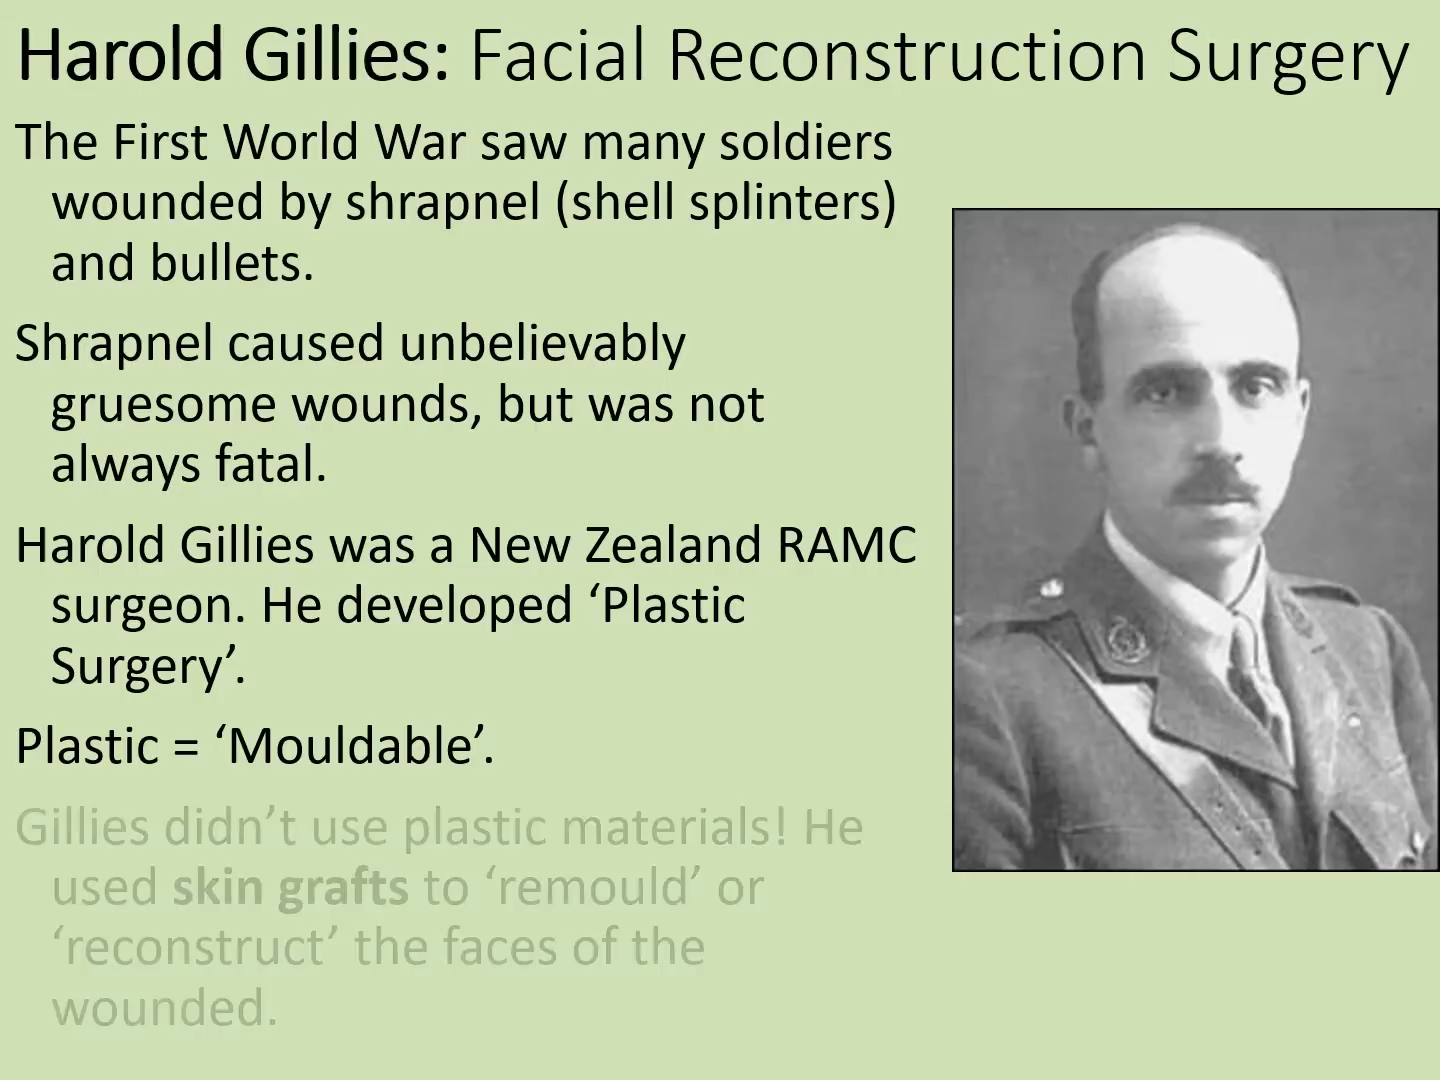 Harold Gillies: Facial Reconstruction Surgery
The First World War saw many soldiers
wounded by shrapnel (shell splinters)
and bullets.
Shrapnel caused unbelievably
gruesome wounds, but was not
always fatal.
Harold Gillies was a New Zealand RAMC
surgeon. He developed ‘Plastic
Surgery’.
Plastic = ‘Mouldable’.
Gillies didn’t use plastic materials! He
used skin grafts to ‘remould’ or
‘reconstruct’ the faces of the
wounded.